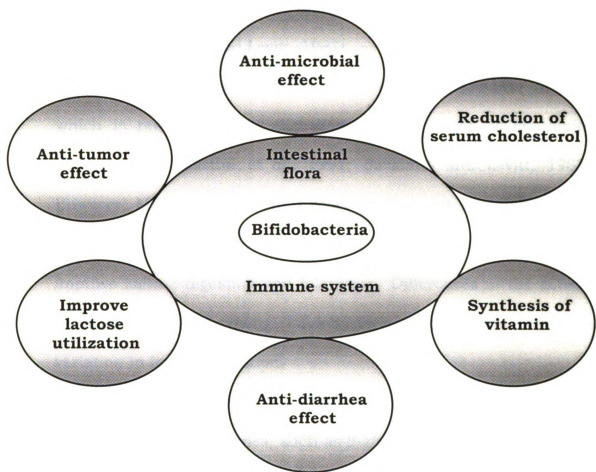 Anti-microbial
effect
Reduction of
serum cholesterol
Anti-tumor
effect
Intestinal
flora
Bifidobacteria
Immune system
Improve
lactose
utilization
Synthesis of
vitamin
Anti-diarrhea
effect